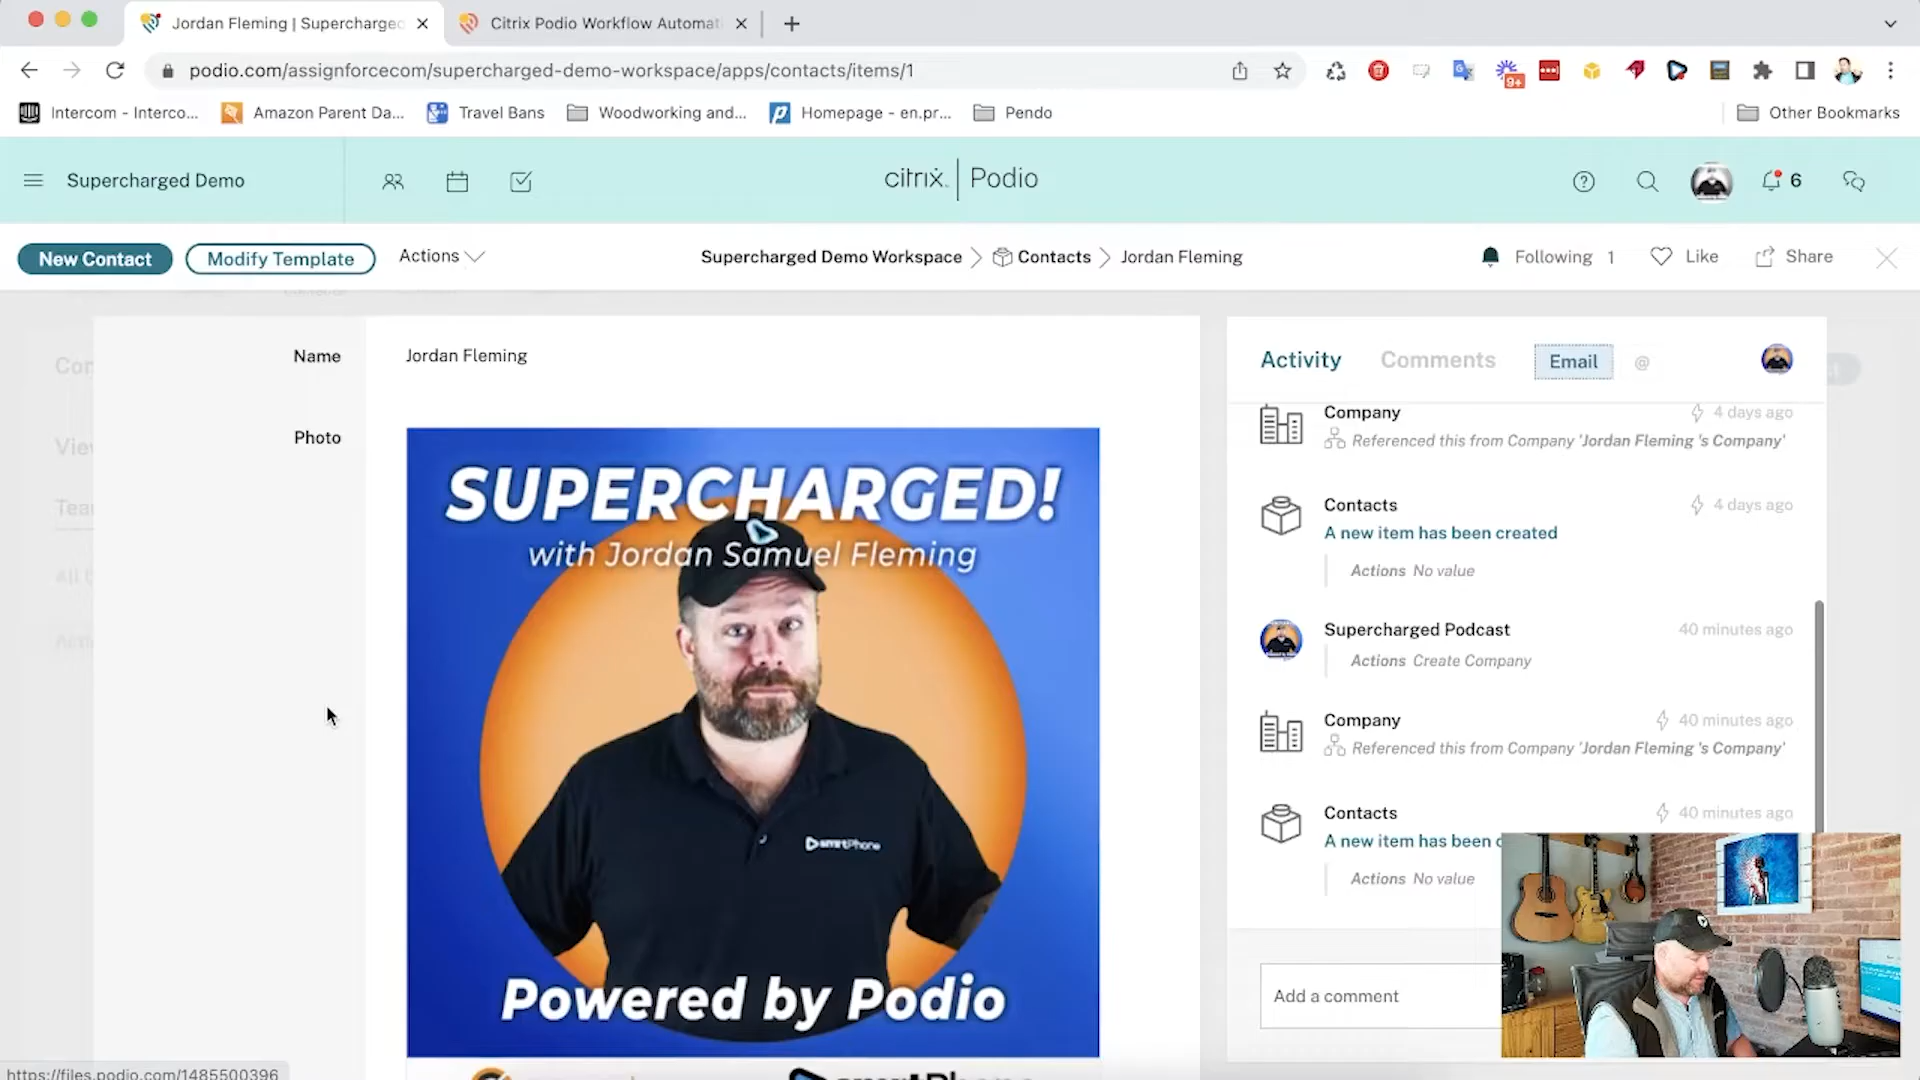 Jordan Fleming | Supercharged
Citrix Podio Workflow Automat
podio.com/assignforcecom/supercharged-demo-workspace/apps/contacts/items/1
9+
Intercom - Interco...
Amazon Parent Da...
Travel Bans
Woodworking and...
Homepage - en.pr...
Pendo
Other Bookmarks
Supercharged Demo
citrix. | Podio
6
New Contact
Modify Template
Actions
Supercharged Demo Workspace
Contacts
Jordan Fleming
Following 1
Like
Share
Name
Jordan Fleming
Photo
SUPERCHARGED!
with Jordan Samuel Fleming
smrtPhone
Powered by Podio
Activity
Comments
Email
@
Company
4 days ago
Referenced this from Company 'Jordan Fleming 's Company'
Contacts
4 days ago
A new item has been created
Actions No value
Supercharged Podcast
40 minutes ago
Actions Create Company
Company
40 minutes ago
Referenced this from Company 'Jordan Fleming 's Company'
Contacts
40 minutes ago
A new item has been
Actions No value
Add a comment
https://files.podio.com/1485500396